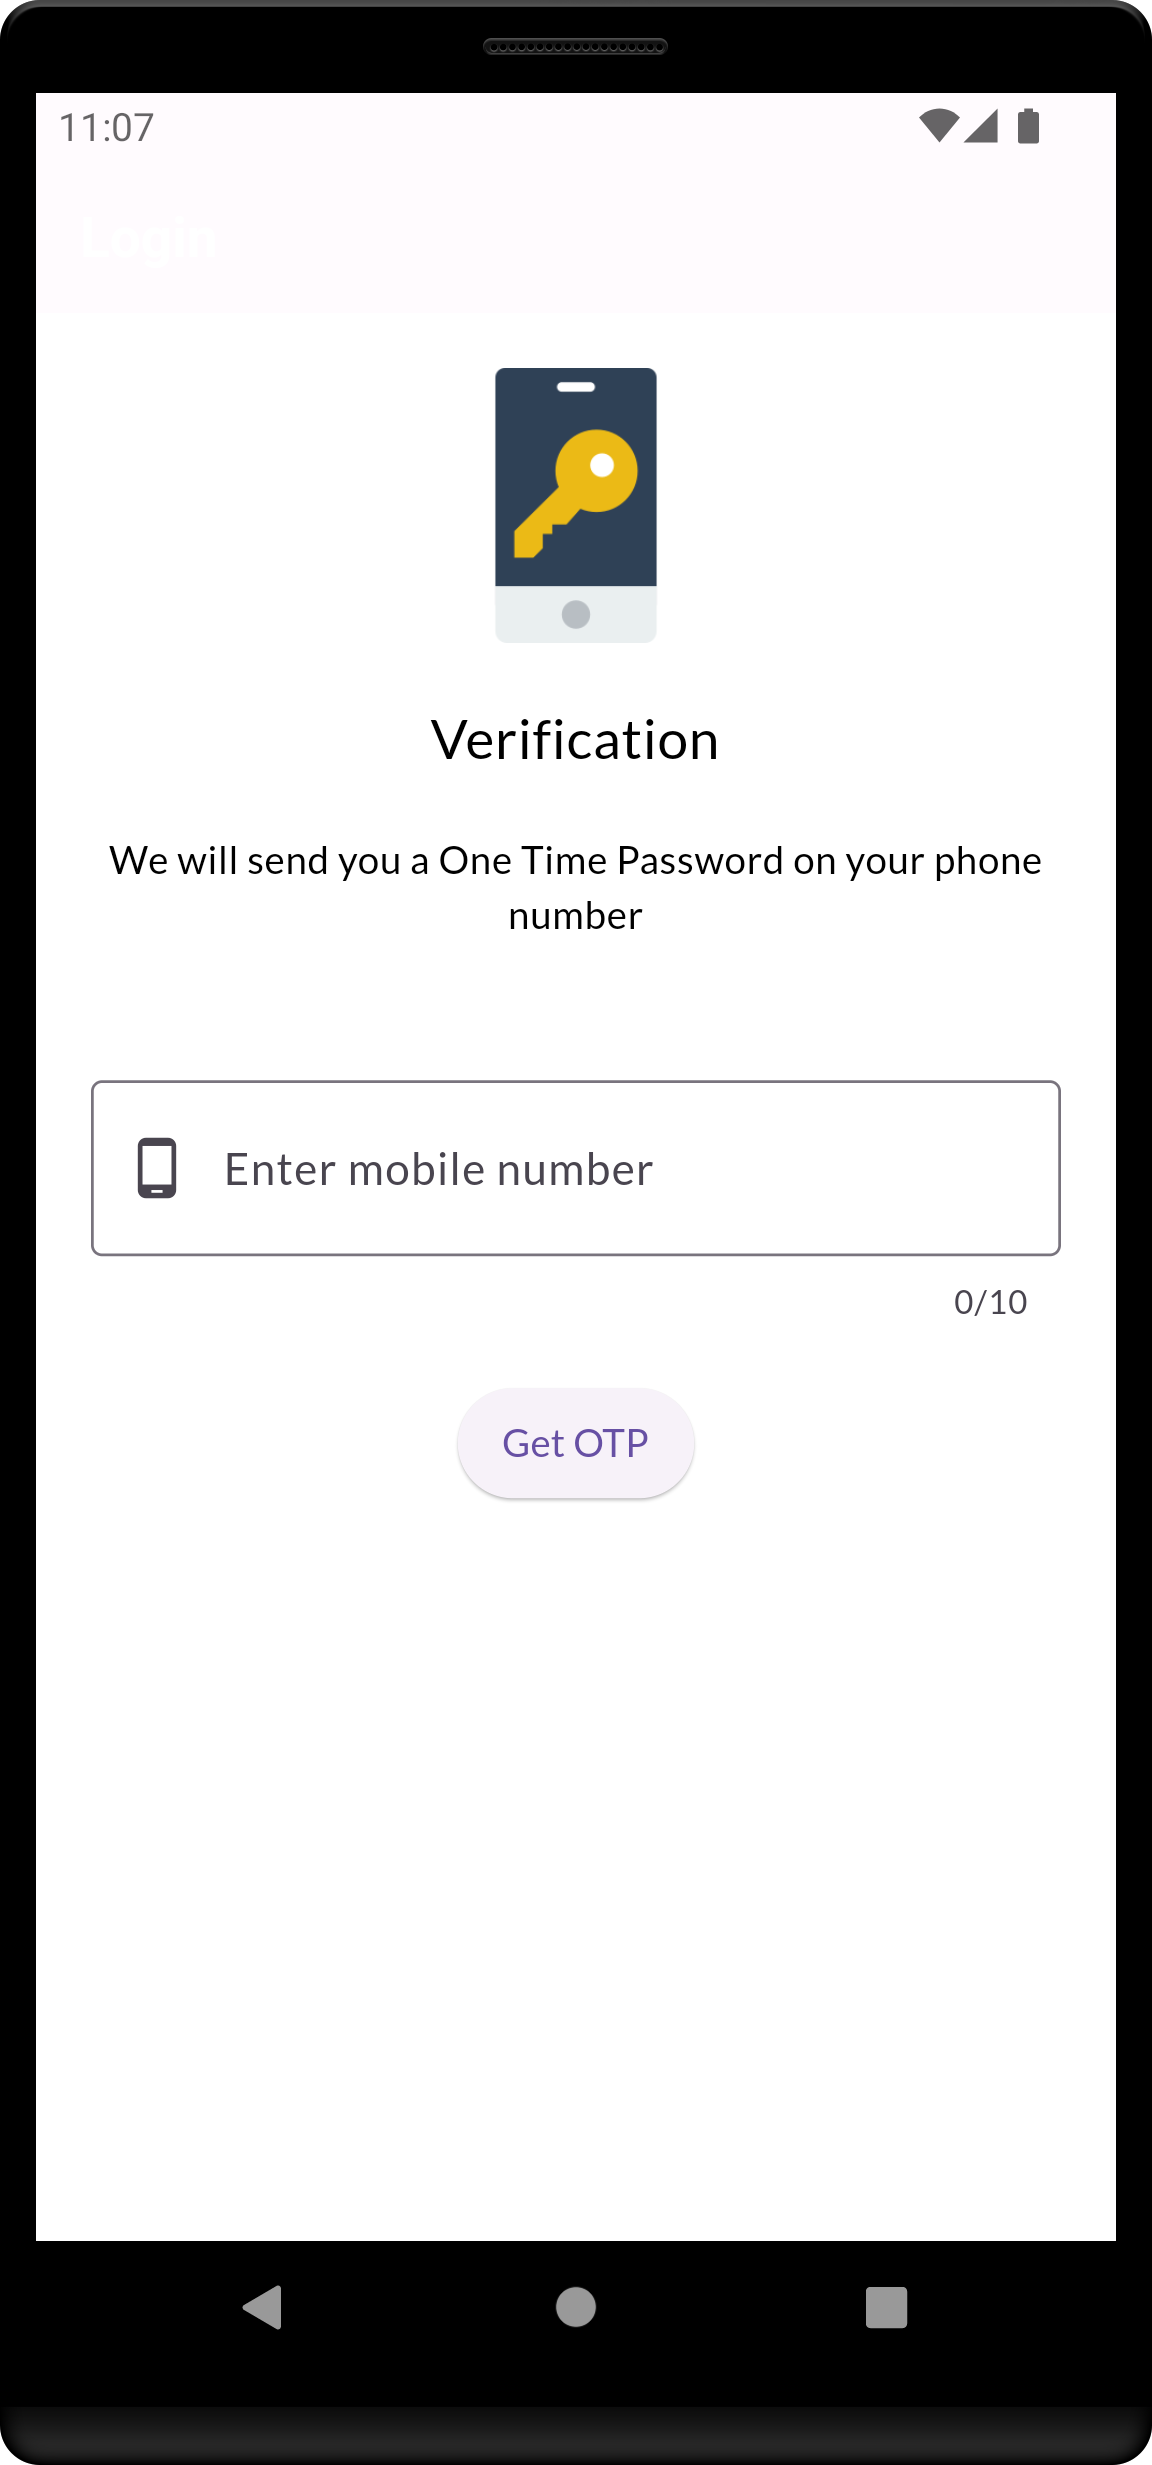 11:07
Login
Verification
We will send you a One Time Password on your phone
number
Enter mobile number
0/10
Get OTP